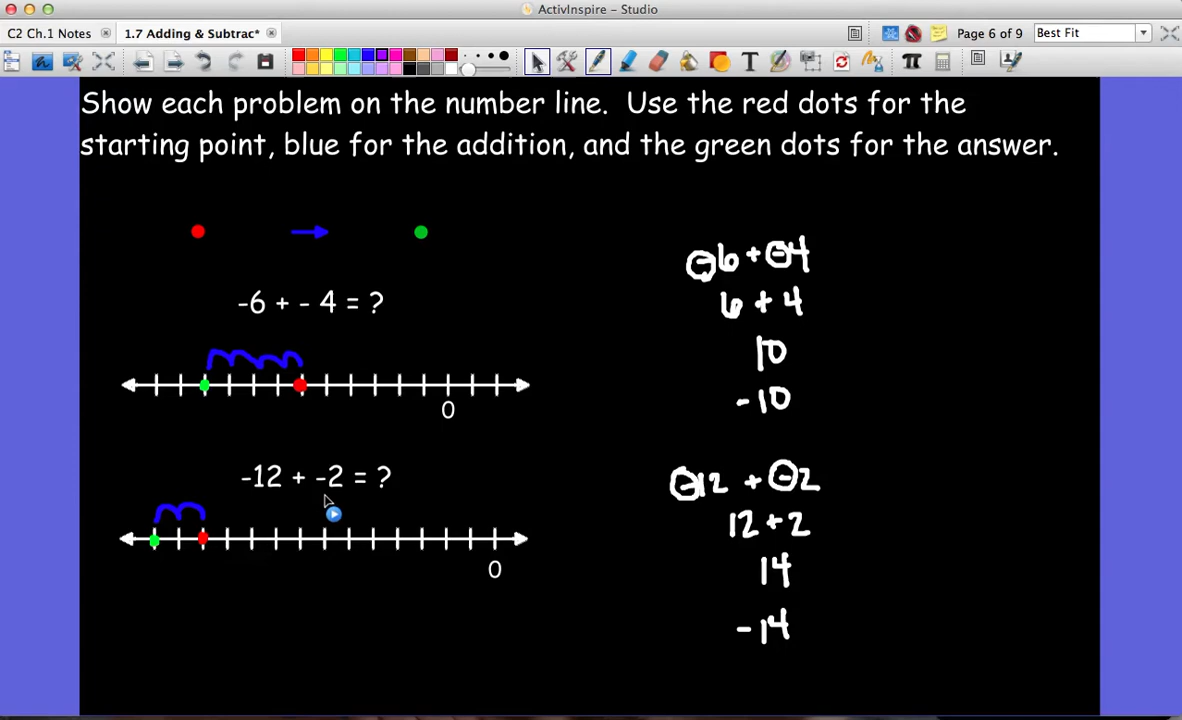 ActivInspire - Studio
C2 Ch.1 Notes
1.7 Adding & Subtrac*
Page 6 of 9
Best Fit
Show each problem on the number line. Use the red dots for the
starting point, blue for the addition, and the green dots for the answer.
-6 + - 4 = ?
0
-12 + -2 = ?
0
-6 + -4
6 + 4
10
-10
-12 + -2
12 + 2
14
-14